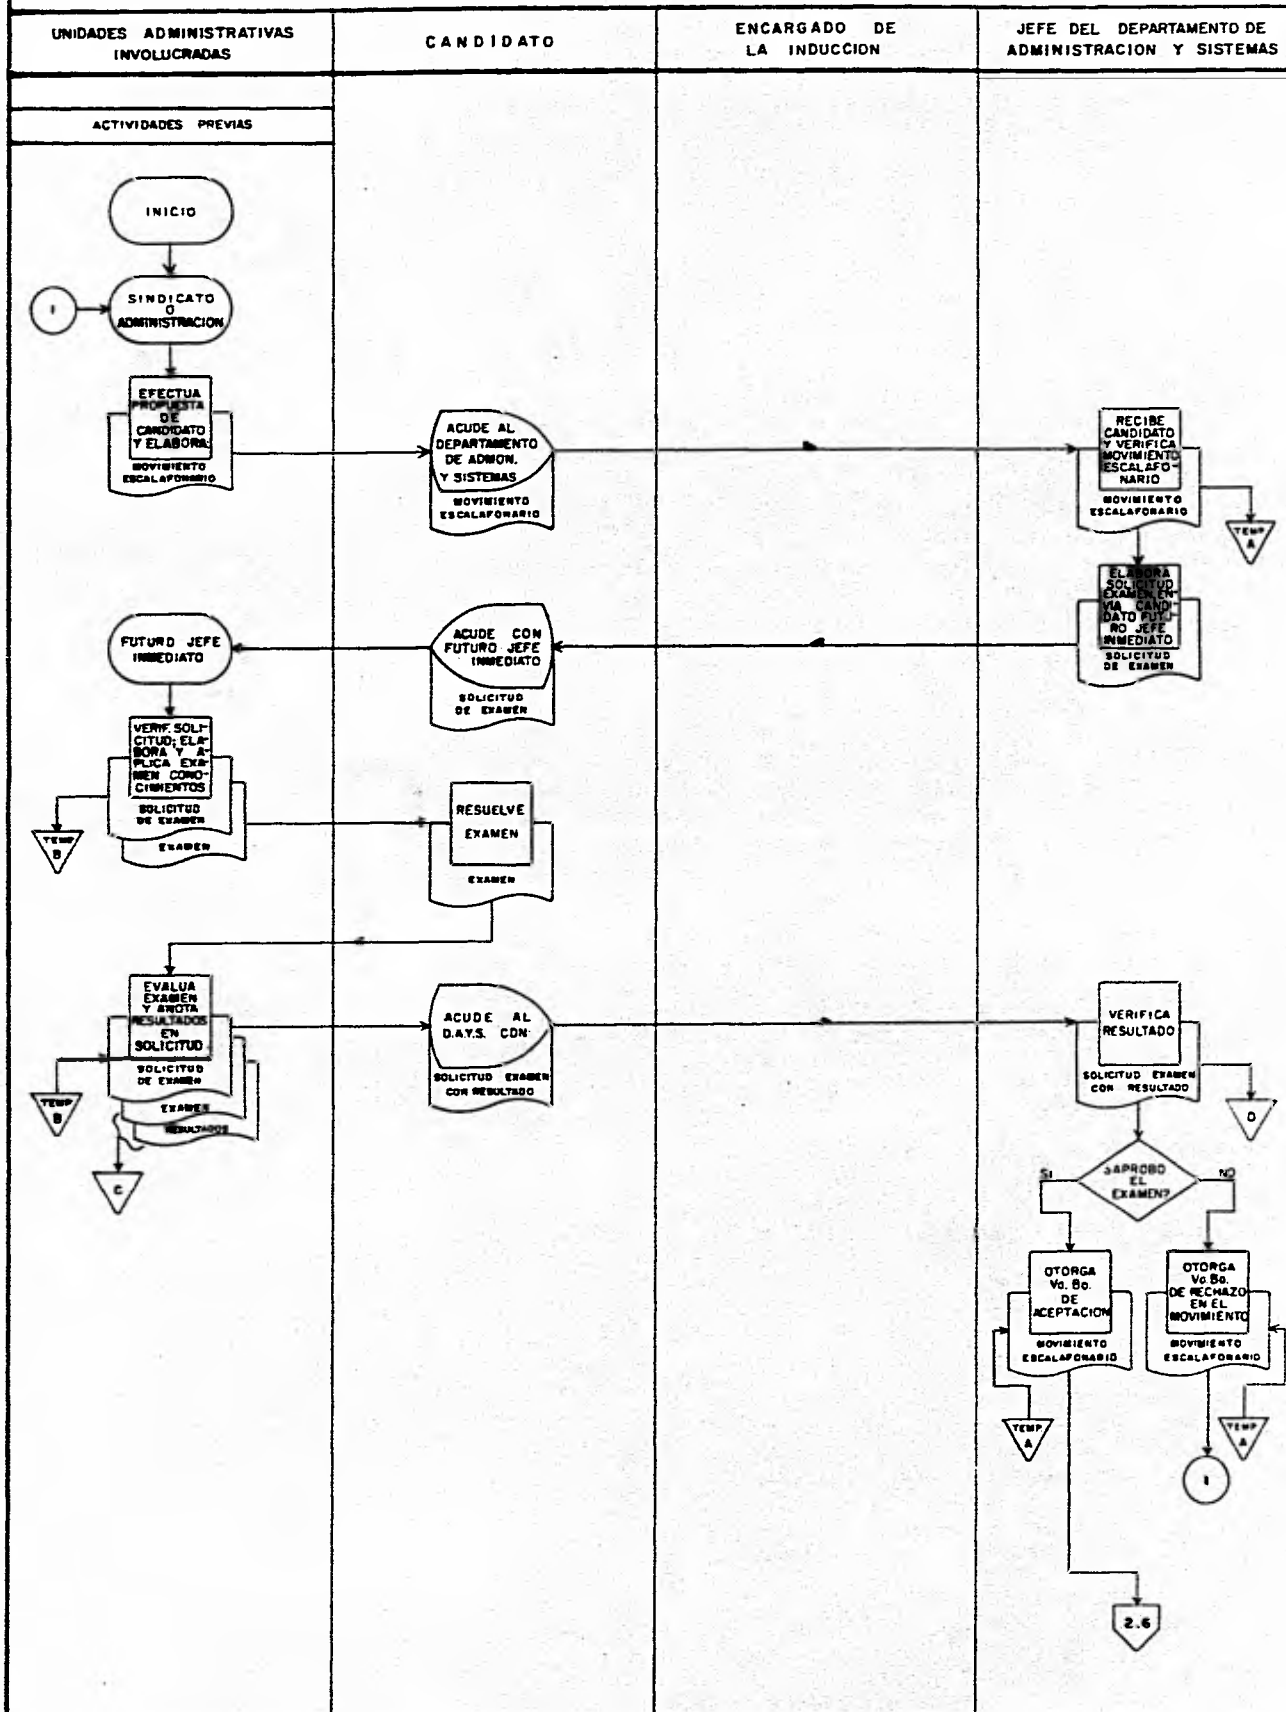 UNIDADES ADMINISTRATIVAS
INVOLUCRADAS
CANDIDATO
ENCARGADO DE
LA INDUCCION
JEFE DEL DEPARTAMENTO DE
ADMINISTRACION Y SISTEMAS
ACTIVIDADES PREVIAS
INICIO
1
SINDICATO
O
ADMINISTRACION
EFECTUA
PROPUESTA
DE
CANDIDATO
Y ELABORA:
MOVIMIENTO
ESCALAFONARIO
ACUDE AL
DEPARTAMENTO
DE ADMON.
Y SISTEMAS
MOVIMIENTO
ESCALAFONARIO
RECIBE
CANDIDATO
Y VERIFICA
MOVIMIENTO
ESCALAFO-
NARIO
MOVIMIENTO
ESCALAFONARIO
TEMP
A
ELABORA
SOLICITUD
EXAMEN, EN-
VIA CANDI-
DATO FUTU-
RO JEFE
INMEDIATO
SOLICITUD
DE EXAMEN
ACUDE CON
FUTURO JEFE
INMEDIATO
SOLICITUD
DE EXAMEN
FUTURO JEFE
INMEDIATO
VERIF. SOLI-
CITUD; ELA-
BORA Y A-
PLICA EXA-
MEN CONO-
CIMIENTOS
SOLICITUD
DE EXAMEN
EXAMEN
TEMP
B
RESUELVE
EXAMEN
EXAMEN
EVALUA
EXAMEN
Y ANOTA
RESULTADOS
EN
SOLICITUD
SOLICITUD
DE EXAMEN
EXAMEN
RESULTADOS
TEMP
B
C
ACUDE AL
D.A.Y.S. CON:
SOLICITUD EXAMEN
CON RESULTADO
VERIFICA
RESULTADO
SOLICITUD EXAMEN
CON RESULTADO
D
¿APROBO
EL
EXAMEN?
SI
NO
OTORGA
Vo. Bo.
DE
ACEPTACION
MOVIMIENTO
ESCALAFONARIO
TEMP
A
OTORGA
Vo. Bo.
DE RECHAZO
EN EL
MOVIMIENTO
MOVIMIENTO
ESCALAFONARIO
TEMP
A
1
2.6